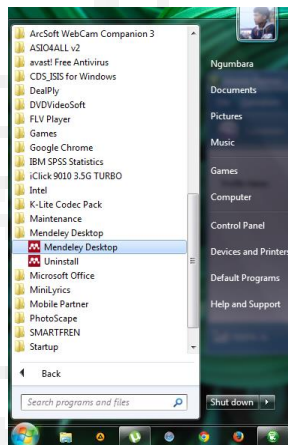 ArcSoft WebCam Companion 3
ASIO4ALL v2
avast! Free Antivirus
CDS_ISIS for Windows
DealPly
DVDVideoSoft
FLV Player
Games
Google Chrome
IBM SPSS Statistics
iClick 9010 3.5G TURBO
Intel
K-Lite Codec Pack
Maintenance
Mendeley Desktop
Mendeley Desktop
Uninstall
Microsoft Office
MiniLyrics
Mobile Partner
PhotoScape
SMARTFREN
Startup
Back
Search programs and files
Ngumbara
Documents
Pictures
Music
Games
Computer
Control Panel
Devices and Printers
Default Programs
Help and Support
Shut down